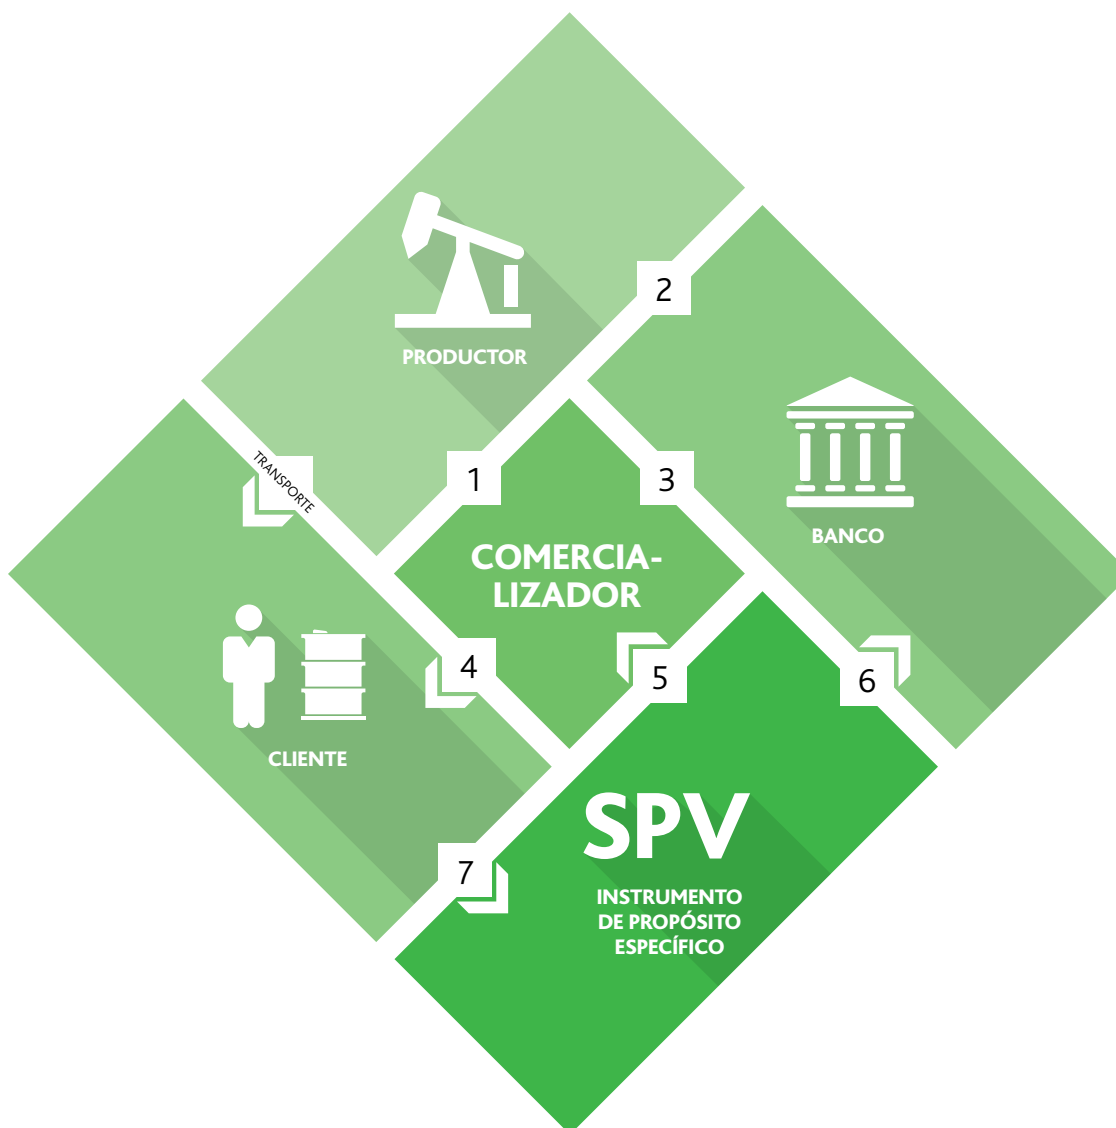 2
PRODUCTOR
TRANSPORTE
1
3
BANCO
COMERCIA-
LIZADOR
4
5
6
CLIENTE
SPV
7
INSTRUMENTO
DE PROPÓSITO
ESPECÍFICO